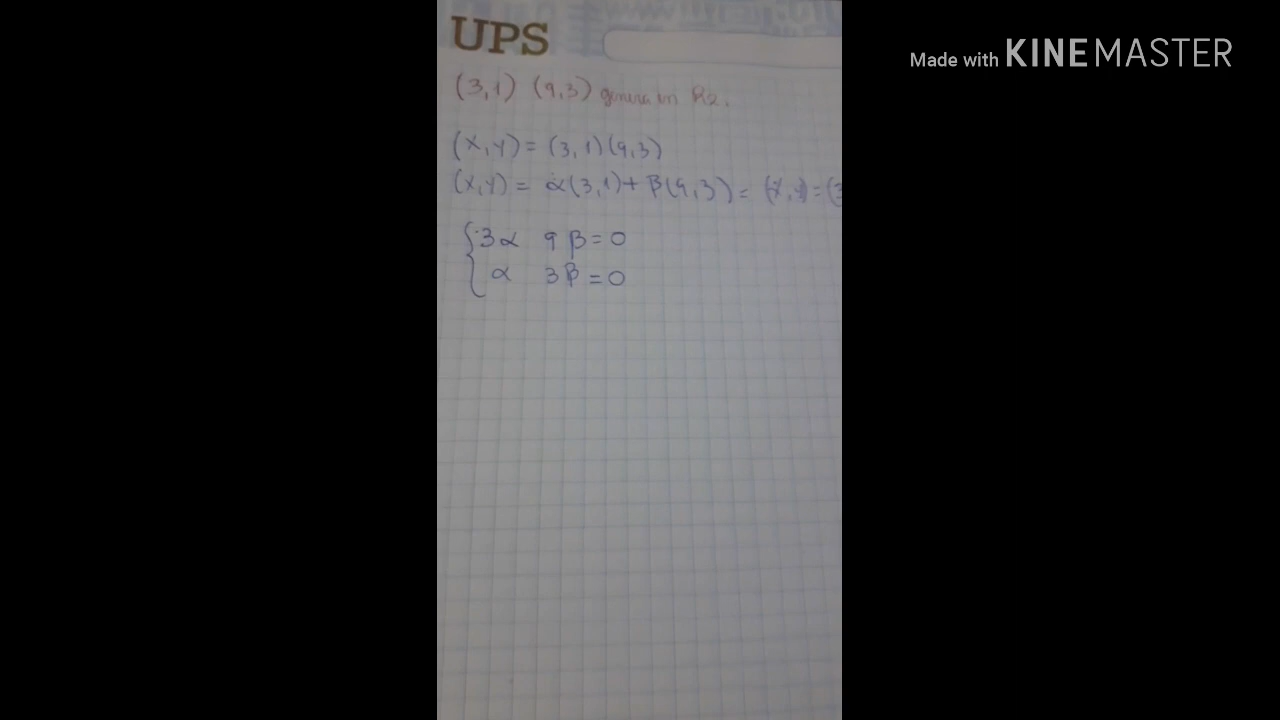 UPS
Made with KINEMASTER
(3,1) (9,3) genera en R2.
(x,y) = (3,1)(9,3)
(x,y) = α(3,1)+ β(9,3) = (x,y) = (3
3α 9β = 0
α 3β = 0